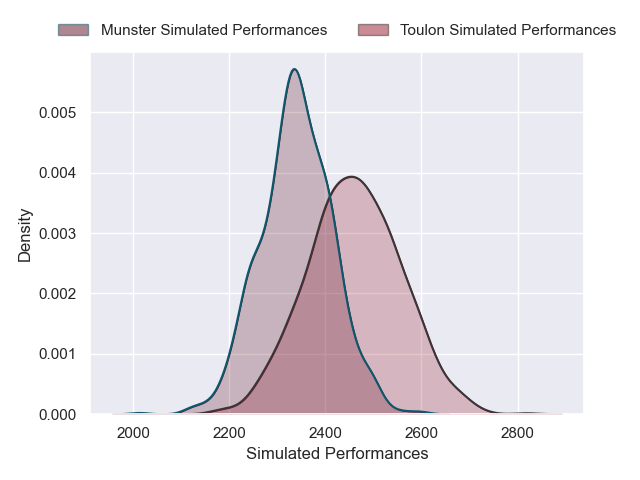 Munster Simulated Performances Toulon Simulated Performances
0.005
0.004
0.003
0.002
0.001
0.000
Density
2000 2200 2400 2600 2800
Simulated Performances